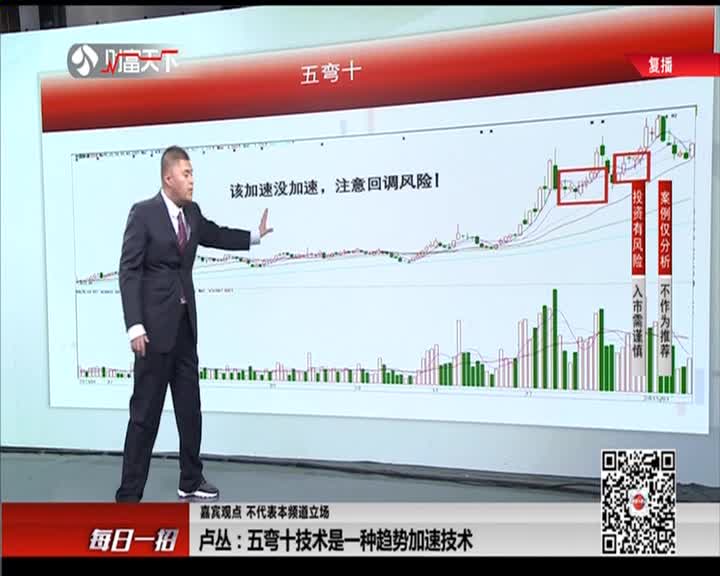 财富天下
五弯十
复播
该加速没加速，注意回调风险！
案例仅分析 不作为推荐
投资有风险 入市需谨慎
嘉宾观点 不代表本频道立场
每日一招
卢丛：五弯十技术是一种趋势加速技术